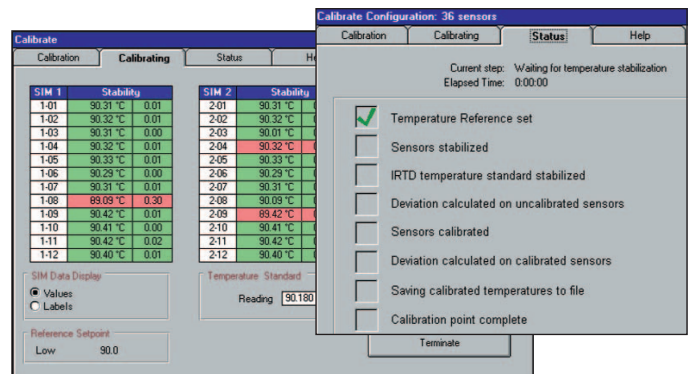 Calibrate
Calibration Calibrating Status
SIM 1 Stability
1-01 90.31 °C 0.01
1-02 90.32 °C 0.01
1-03 90.31 °C 0.00
1-04 90.32 °C 0.01
1-05 90.33 °C 0.01
1-06 90.29 °C 0.00
1-07 90.31 °C 0.01
1-08 89.09 °C 0.30
1-09 90.42 °C 0.01
1-10 90.41 °C 0.00
1-11 90.42 °C 0.02
1-12 90.40 °C 0.01
SIM 2 Stability
2-01 90.31 °C
2-02 90.32 °C
2-03 90.01 °C
2-04 90.32 °C
2-05 90.33 °C
2-06 90.29 °C
2-07 90.31 °C
2-08 90.09 °C
2-09 89.42 °C
2-10 90.41 °C
2-11 90.42 °C
2-12 90.40 °C
SIM Data Display
Values
Labels
Temperature Standard
Reading 90.180
Reference Setpoint
Low 90.0
Terminate
Calibrate Configuration: 36 sensors
Calibration Calibrating Status Help
Current step: Waiting for temperature stabilization
Elapsed Time: 0:00:00
Temperature Reference set
Sensors stabilized
IRTD temperature standard stabilized
Deviation calculated on uncalibrated sensors
Sensors calibrated
Deviation calculated on calibrated sensors
Saving calibrated temperatures to file
Calibration point complete